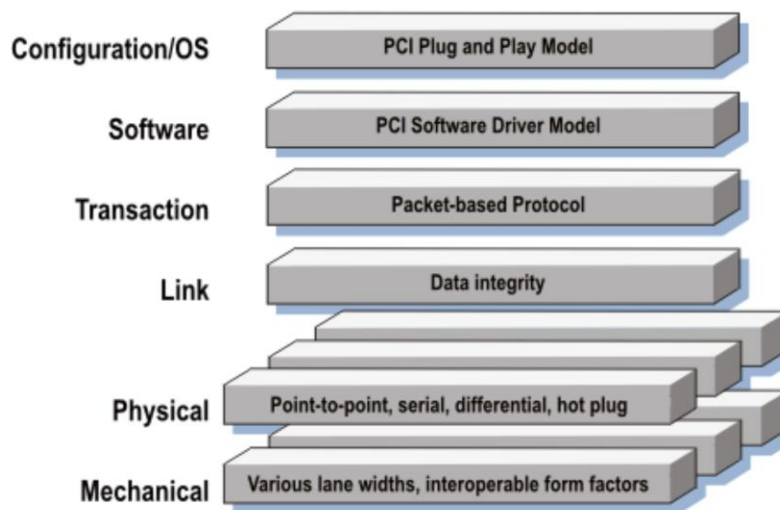 Configuration/OS
PCI Plug and Play Model
Software
PCI Software Driver Model
Transaction
Packet-based Protocol
Link
Data integrity
Physical
Point-to-point, serial, differential, hot plug
Mechanical
Various lane widths, interoperable form factors